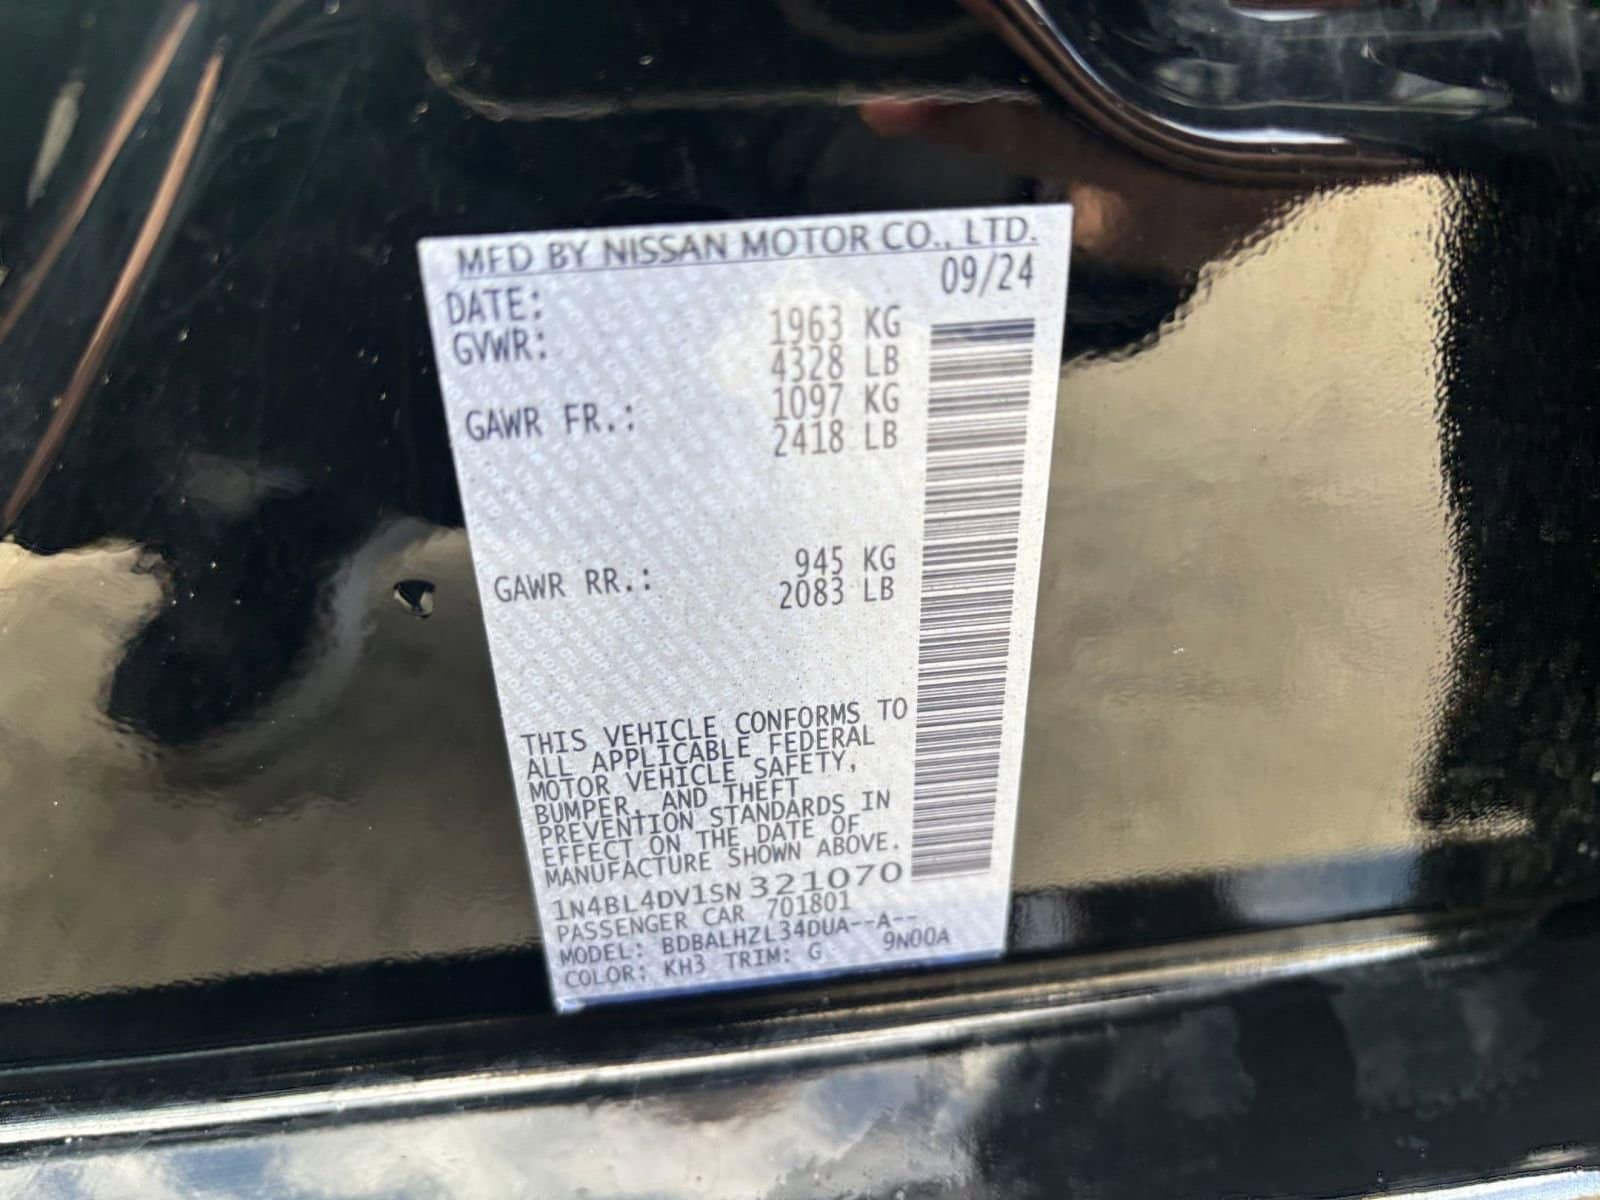 MFD BY NISSAN MOTOR CO., LTD.
DATE: 09/24
GVWR: 1963 KG
4328 LB
GAWR FR.: 1097 KG
2418 LB
GAWR RR.: 945 KG
2083 LB
THIS VEHICLE CONFORMS TO
ALL APPLICABLE FEDERAL
MOTOR VEHICLE SAFETY,
BUMPER, AND THEFT
PREVENTION STANDARDS IN
EFFECT ON THE DATE OF
MANUFACTURE SHOWN ABOVE.
1N4BL4DV1SN321070
PASSENGER CAR 701801
MODEL: BDBALHZL34DUA--A--
COLOR: KH3 TRIM: G 9N00A